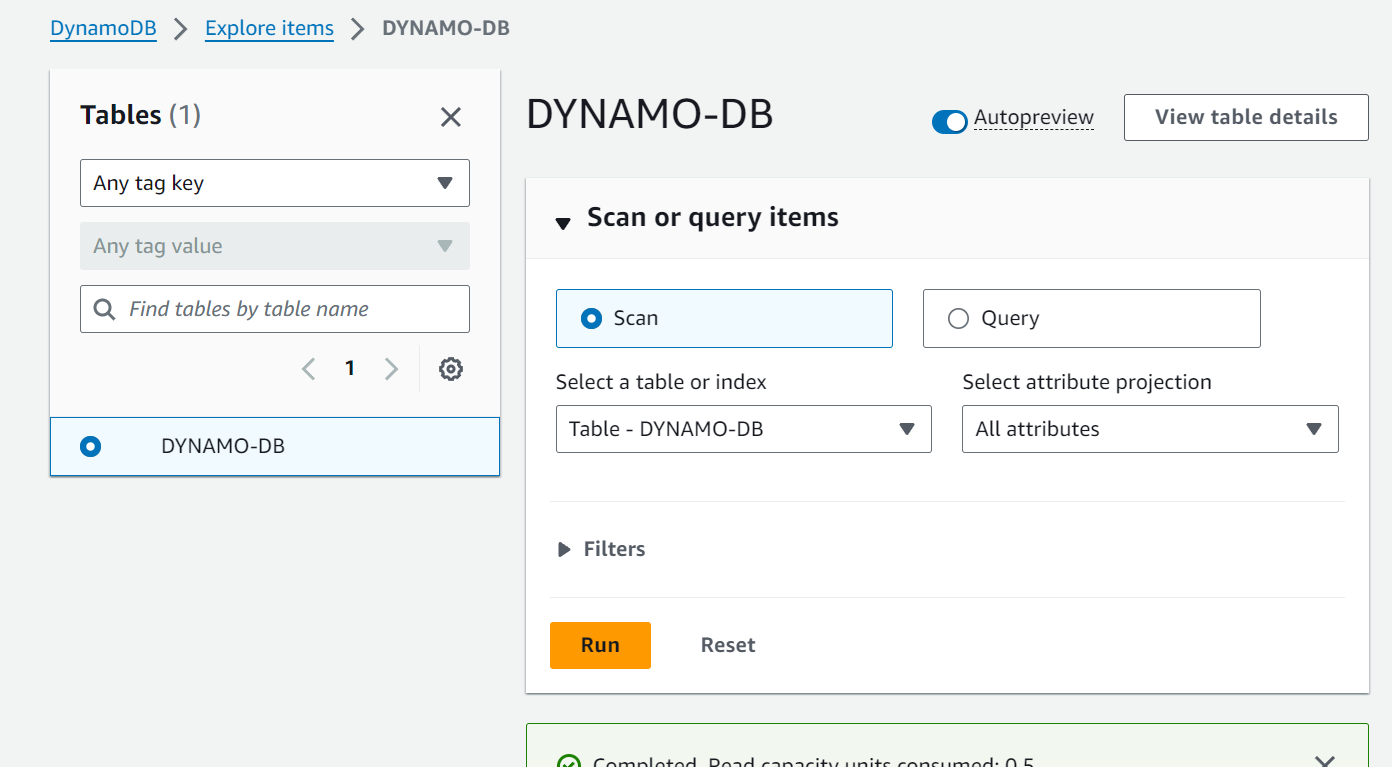 DynamoDB > Explore items > DYNAMO-DB
Tables (1)
Any tag key
Any tag value
Find tables by table name
1
DYNAMO-DB
DYNAMO-DB
Autopreview
View table details
Scan or query items
Scan
Query
Select a table or index
Select attribute projection
Table - DYNAMO-DB
All attributes
Filters
Run
Reset
Completed. Read capacity units consumed: 0.5